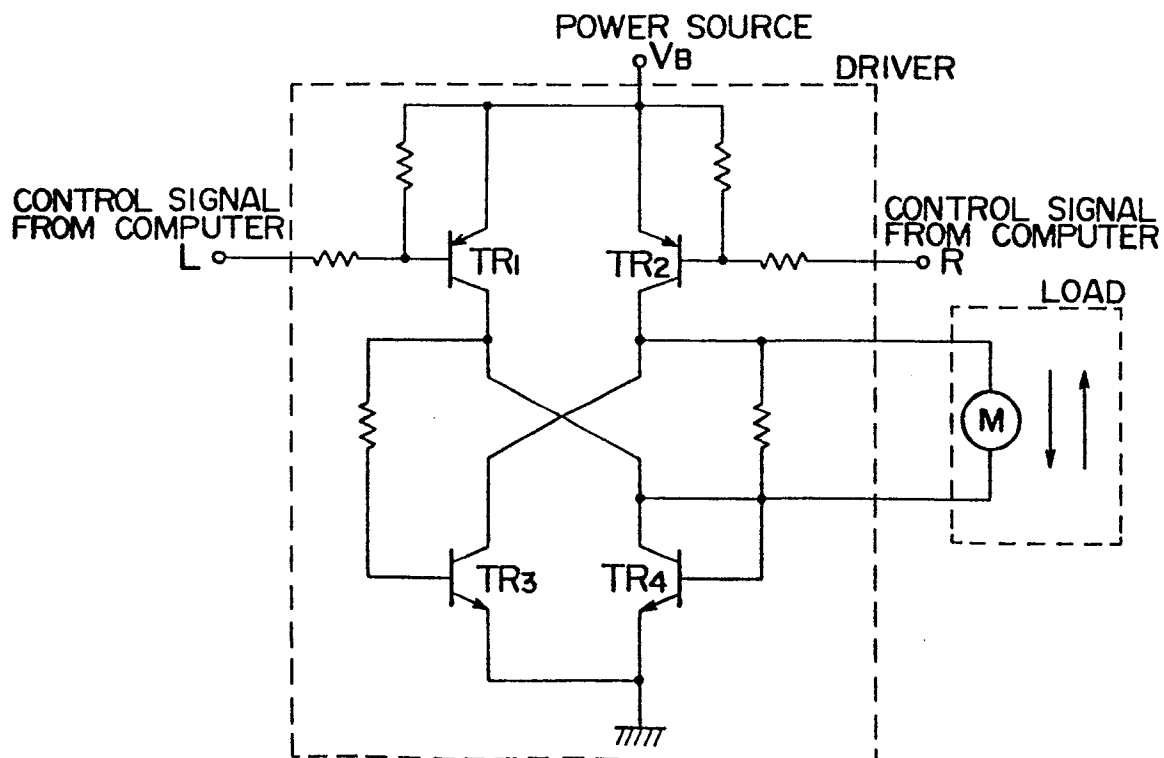 POWER SOURCE
VB
DRIVER
CONTROL SIGNAL
FROM COMPUTER
L
TR1
TR2
CONTROL SIGNAL
FROM COMPUTER
R
LOAD
M
TR3
TR4